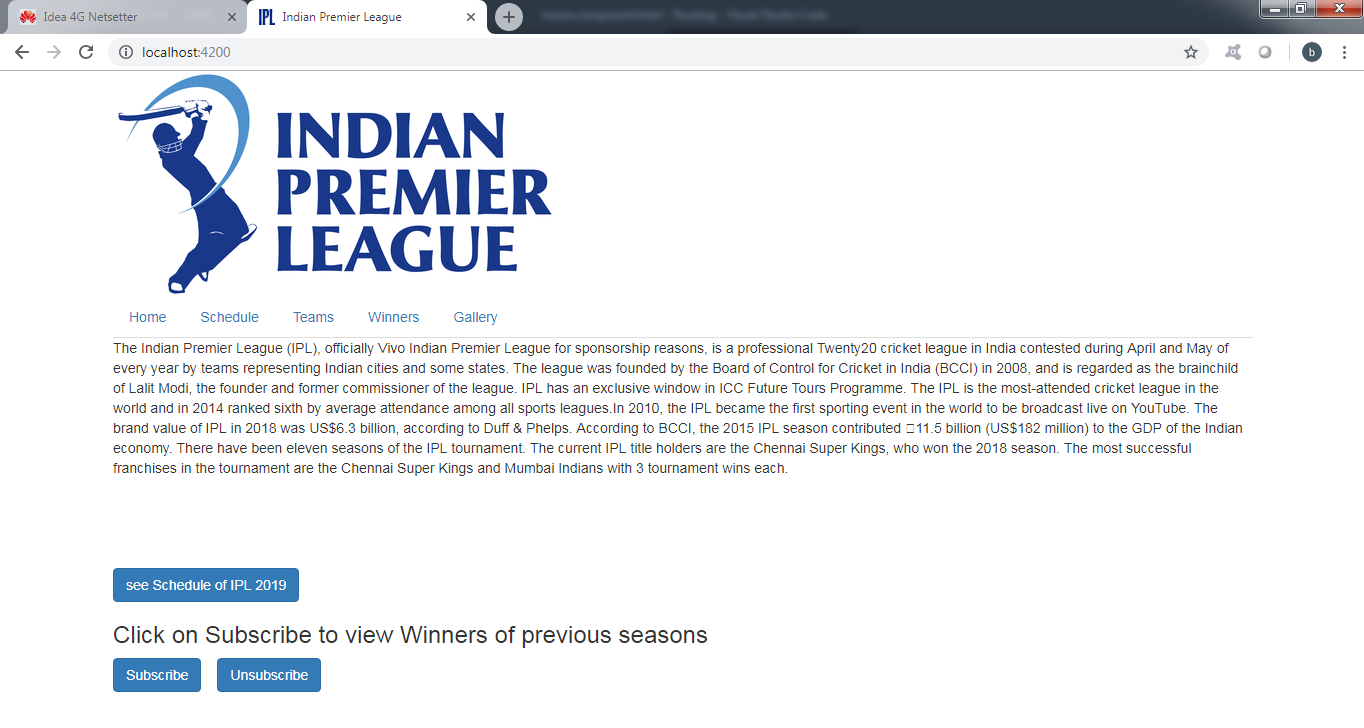 Idea 4G Netsetter
IPL Indian Premier League
localhost:4200
b
INDIAN
PREMIER
LEAGUE
Home Schedule Teams Winners Gallery
The Indian Premier League (IPL), officially Vivo Indian Premier League for sponsorship reasons, is a professional Twenty20 cricket league in India contested during April and May of
every year by teams representing Indian cities and some states. The league was founded by the Board of Control for Cricket in India (BCCI) in 2008, and is regarded as the brainchild
of Lalit Modi, the founder and former commissioner of the league. IPL has an exclusive window in ICC Future Tours Programme. The IPL is the most-attended cricket league in the
world and in 2014 ranked sixth by average attendance among all sports leagues.In 2010, the IPL became the first sporting event in the world to be broadcast live on YouTube. The
brand value of IPL in 2018 was US$6.3 billion, according to Duff & Phelps. According to BCCI, the 2015 IPL season contributed 11.5 billion (US$182 million) to the GDP of the Indian
economy. There have been eleven seasons of the IPL tournament. The current IPL title holders are the Chennai Super Kings, who won the 2018 season. The most successful
franchises in the tournament are the Chennai Super Kings and Mumbai Indians with 3 tournament wins each.
see Schedule of IPL 2019
Click on Subscribe to view Winners of previous seasons
Subscribe Unsubscribe